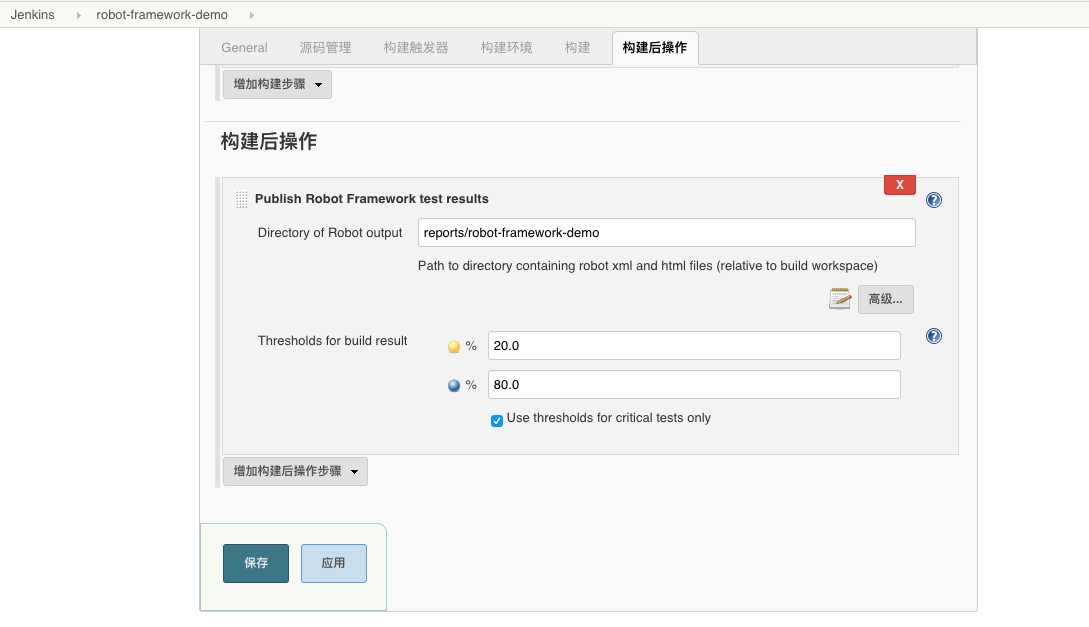 Jenkins robot-framework-demo
General 源码管理 构建触发器 构建环境 构建 构建后操作
增加构建步骤
构建后操作
X
Publish Robot Framework test results ?
Directory of Robot output reports/robot-framework-demo
Path to directory containing robot xml and html files (relative to build workspace)
高级...
Thresholds for build result % 20.0 ?
% 80.0
Use thresholds for critical tests only
增加构建后操作步骤
保存 应用